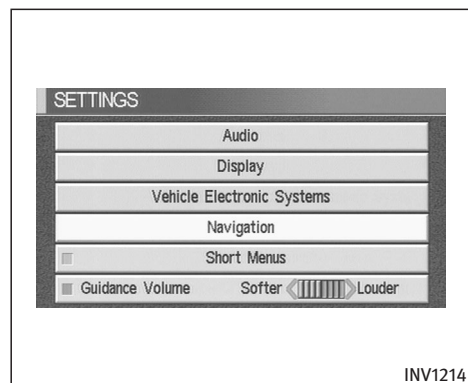 SETTINGS
Audio
Display
Vehicle Electronic Systems
Navigation
Short Menus
Guidance Volume Softer Louder
INV1214